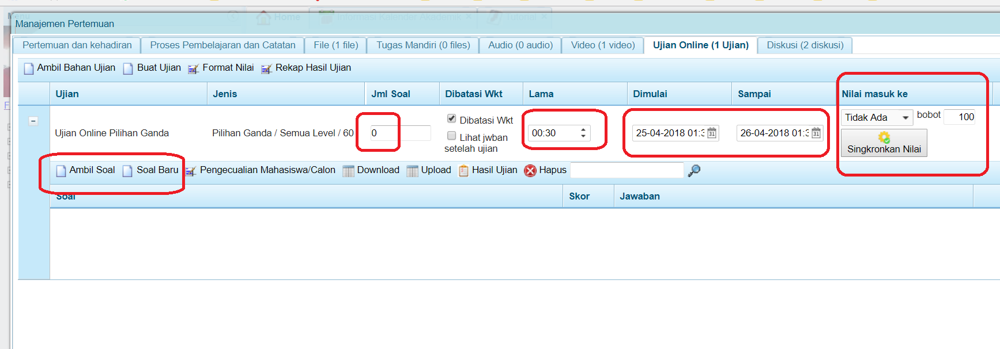 Menu
Home
Informasi Kalender Akademik
Tutorial
Manajemen Pertemuan
Pertemuan dan kehadiran
Proses Pembelajaran dan Catatan
File (1 file)
Tugas Mandiri (0 files)
Audio (0 audio)
Video (1 video)
Ujian Online (1 Ujian)
Diskusi (2 diskusi)
Ambil Bahan Ujian
Buat Ujian
Format Nilai
Rekap Hasil Ujian
Ujian
Jenis
Jml Soal
Dibatasi Wkt
Lama
Dimulai
Sampai
Nilai masuk ke
Ujian Online Pilihan Ganda
Pilihan Ganda / Semua Level / 60
0
Dibatasi Wkt
Lihat jwban
setelah ujian
00:30
25-04-2018 01:3
26-04-2018 01:3
Tidak Ada
bobot
100
Singkronkan Nilai
Ambil Soal
Soal Baru
Pengecualian Mahasiswa/Calon
Download
Upload
Hasil Ujian
Hapus
Soal
Skor
Jawaban